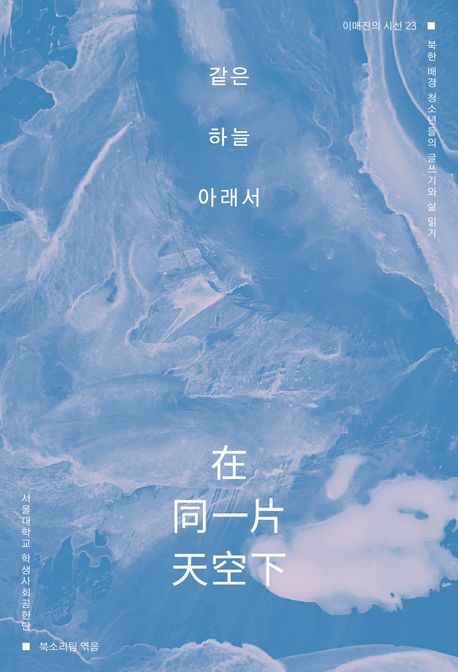 이매진의 시선 23
북한 배경 청소년들의 글쓰기와 삶 읽기
같은
하늘
아래서
在
同一片
天空下
서울대학교 학생사회공헌단
북소리팀 엮음